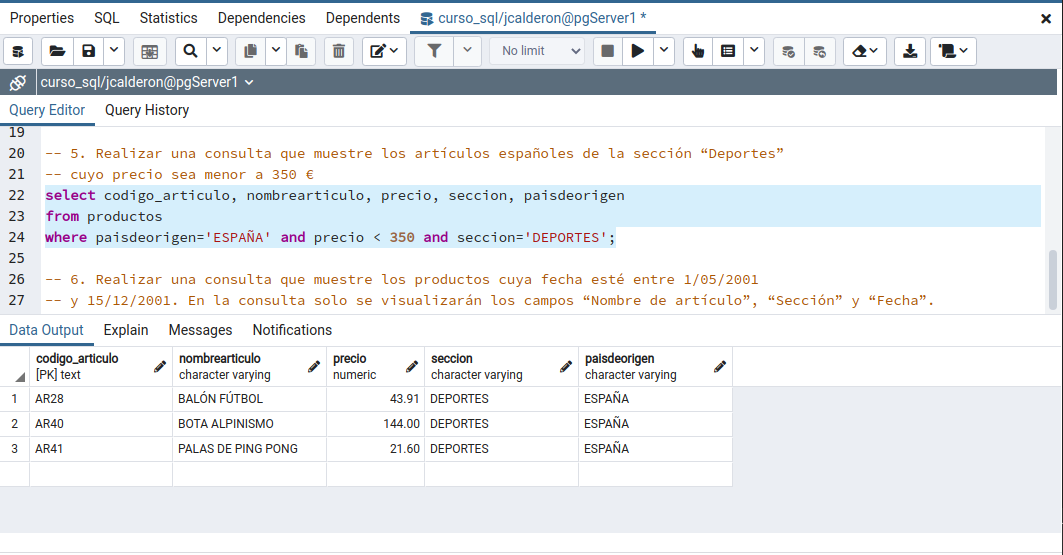 Properties SQL Statistics Dependencies Dependents curso_sql/jcalderon@pgServer1 *
No limit
curso_sql/jcalderon@pgServer1
Query Editor Query History
19
20 -- 5. Realizar una consulta que muestre los artículos españoles de la sección “Deportes”
21 -- cuyo precio sea menor a 350 €
22 select codigo_articulo, nombrearticulo, precio, seccion, paisdeorigen
23 from productos
24 where paisdeorigen='ESPAÑA' and precio < 350 and seccion='DEPORTES';
25
26 -- 6. Realizar una consulta que muestre los productos cuya fecha esté entre 1/05/2001
27 -- y 15/12/2001. En la consulta solo se visualizarán los campos “Nombre de artículo”, “Sección” y “Fecha”.
Data Output Explain Messages Notifications
codigo_articulo nombrearticulo precio seccion paisdeorigen
[PK] text character varying numeric character varying character varying
1 AR28 BALÓN FÚTBOL 43.91 DEPORTES ESPAÑA
2 AR40 BOTA ALPINISMO 144.00 DEPORTES ESPAÑA
3 AR41 PALAS DE PING PONG 21.60 DEPORTES ESPAÑA